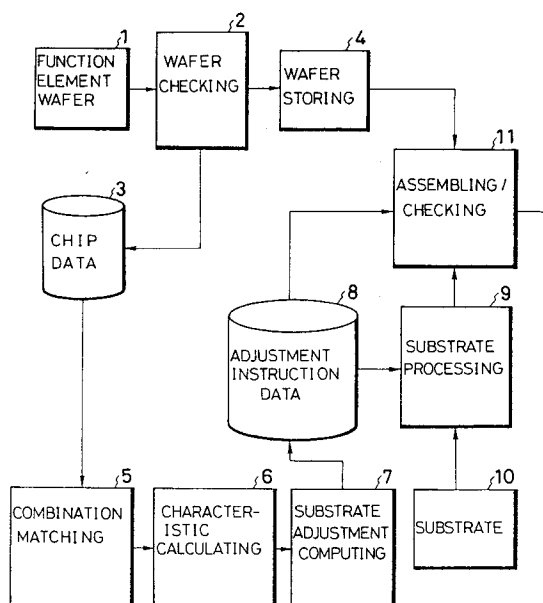 1
FUNCTION
ELEMENT
WAFER
2
WAFER
CHECKING
4
WAFER
STORING
11
ASSEMBLING/
CHECKING
3
CHIP
DATA
8
ADJUSTMENT
INSTRUCTION
DATA
9
SUBSTRATE
PROCESSING
5
COMBINATION
MATCHING
6
CHARACTER-
ISTIC
CALCULATING
7
SUBSTRATE
ADJUSTMENT
COMPUTING
10
SUBSTRATE